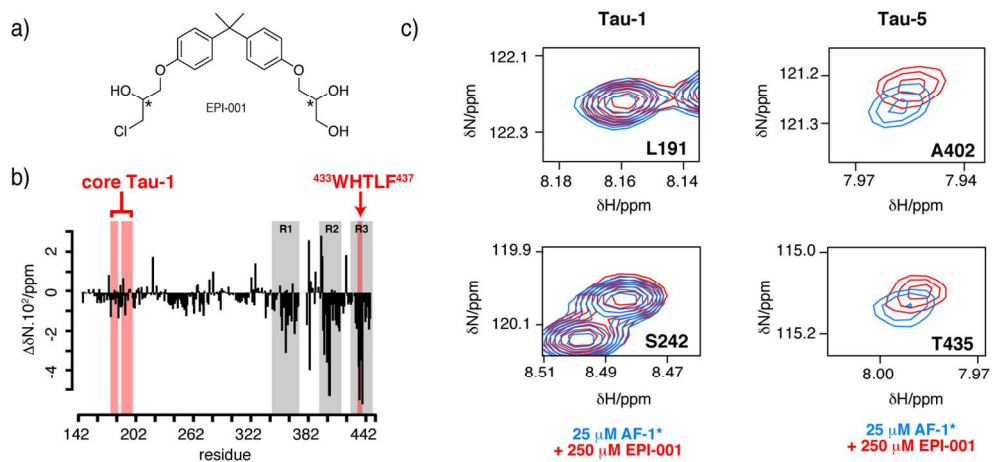 a)
O
O
HO
*
*
OH
EPI-001
Cl
OH
b)
core Tau-1
⁴³³WHTLF⁴³⁷
R1
R2
R3
ΔδN.10²/ppm
2
0
-2
-4
142
202
262
322
382
442
residue
c)
Tau-1
Tau-5
δN/ppm
122.1
122.3
L191
8.18
8.16
8.14
δH/ppm
δN/ppm
121.2
121.3
A402
7.97
7.94
δH/ppm
δN/ppm
119.9
120.1
S242
8.51
8.49
8.47
δH/ppm
δN/ppm
115.0
115.2
T435
8.00
7.97
δH/ppm
25 μM AF-1*
+ 250 μM EPI-001
25 μM AF-1*
+ 250 μM EPI-001